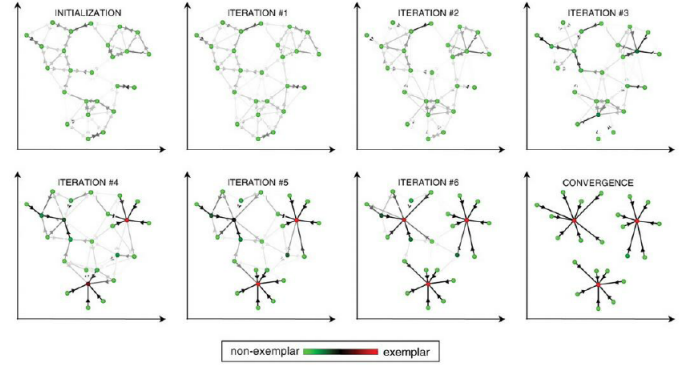 INITIALIZATION
ITERATION #1
ITERATION #2
ITERATION #3
ITERATION #4
ITERATION #5
ITERATION #6
CONVERGENCE
non-exemplar exemplar